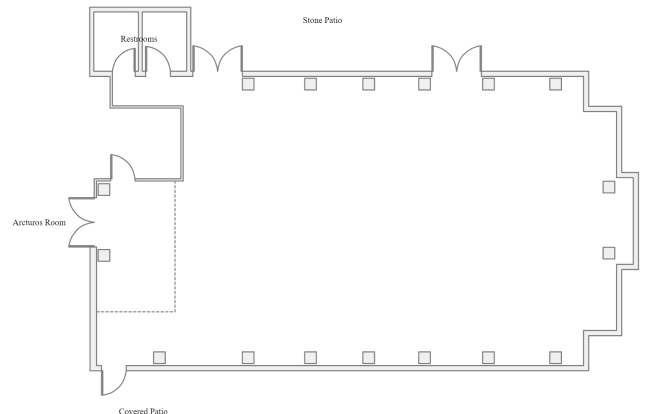 Stone Patio
Restrooms
Arcturos Room
Covered Patio